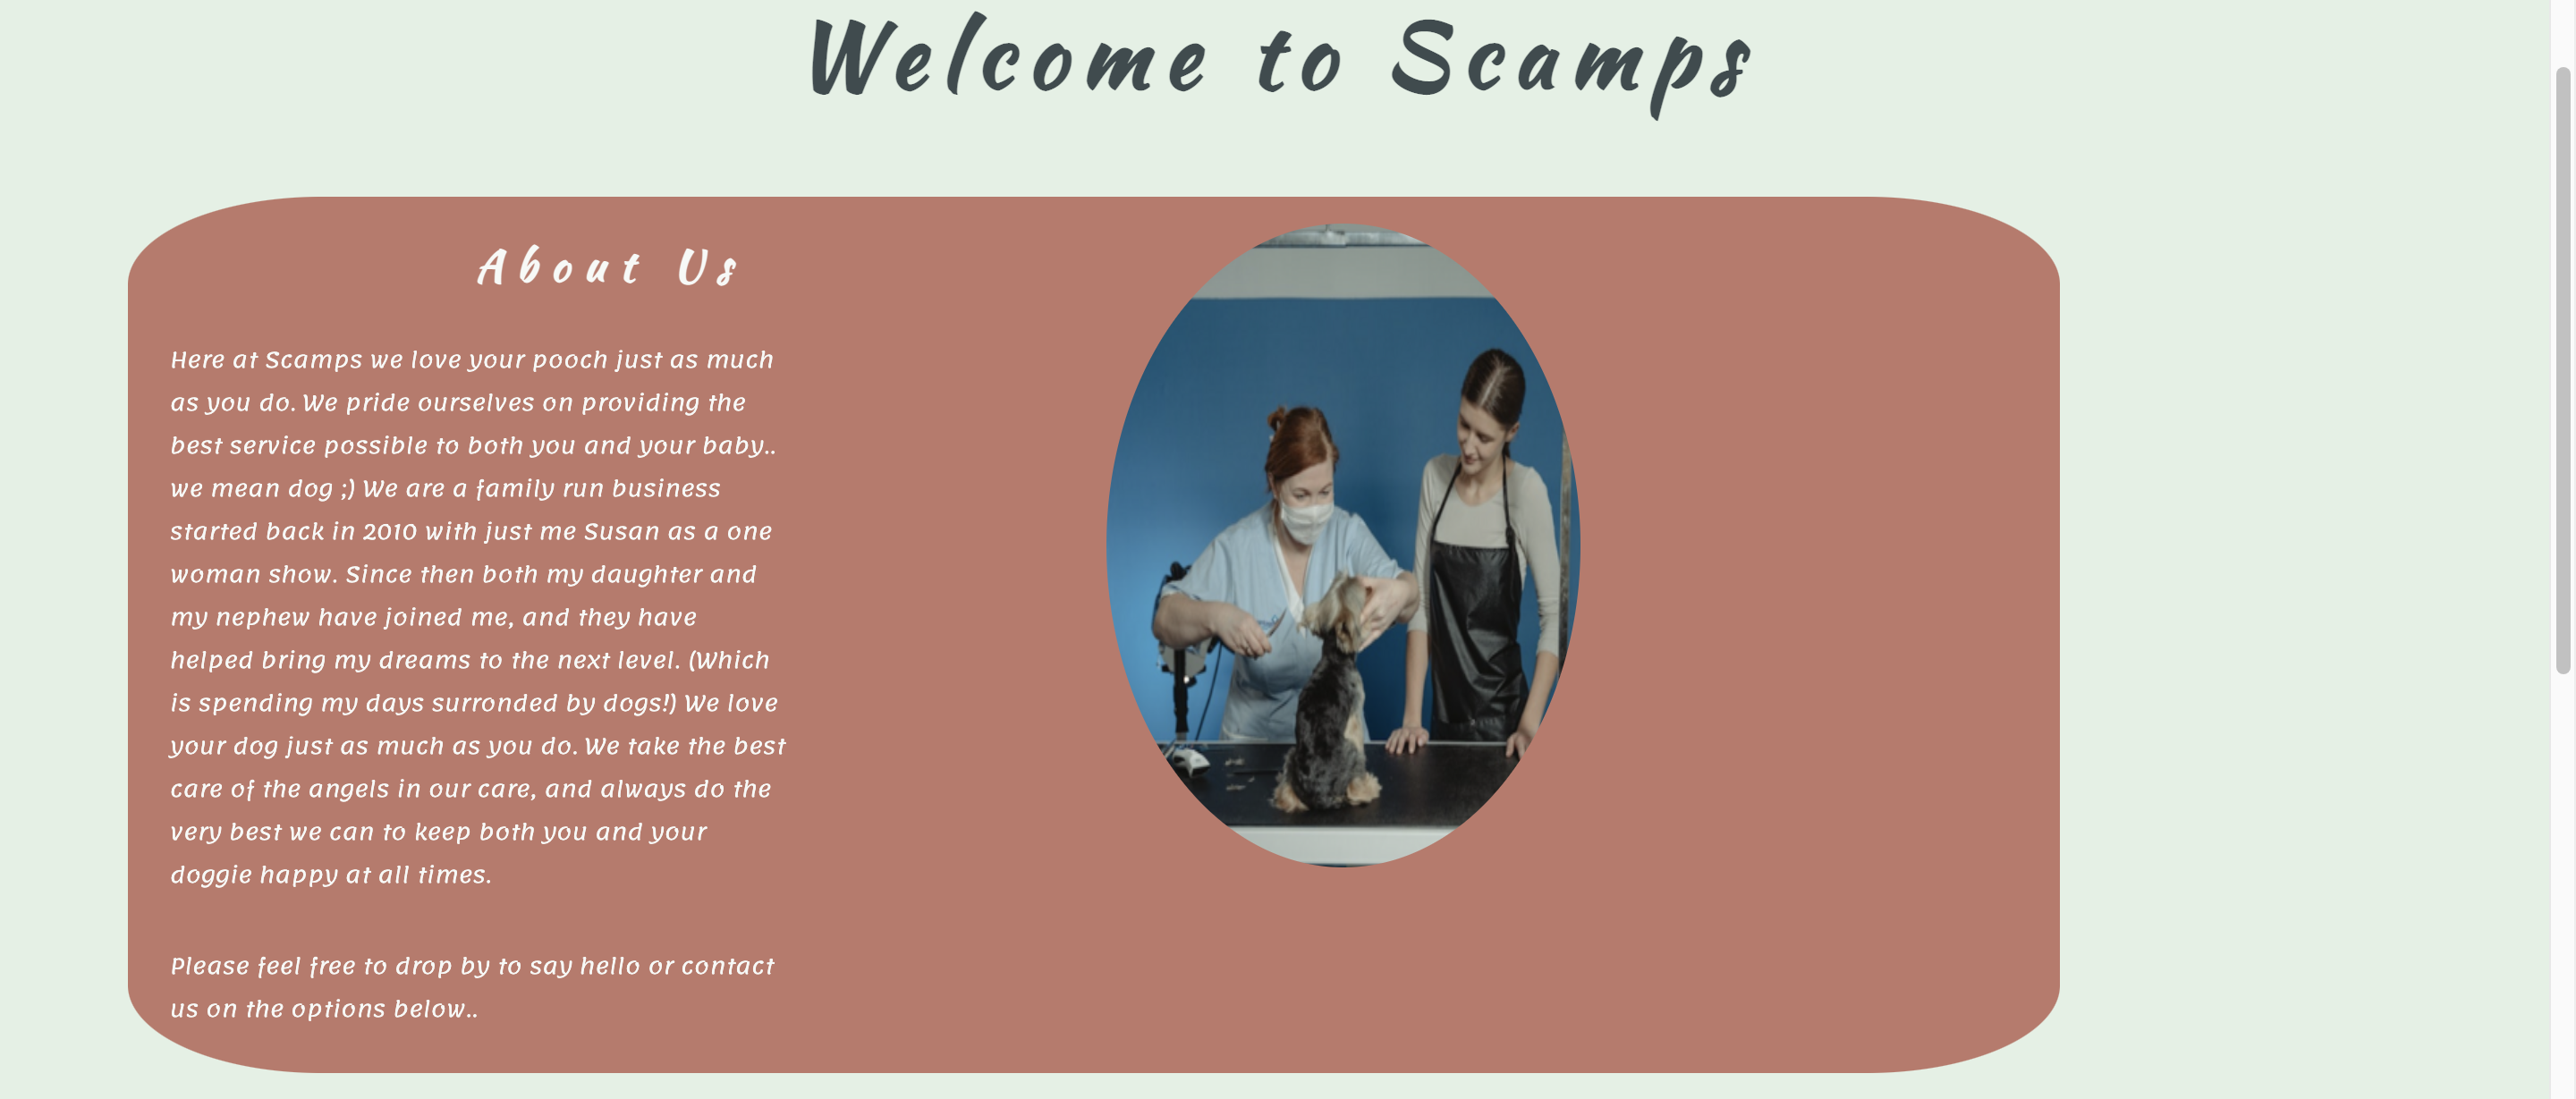 Welcome to Scamps
About Us
Here at Scamps we love your pooch just as much
as you do. We pride ourselves on providing the
best service possible to both you and your baby..
we mean dog ;) We are a family run business
started back in 2010 with just me Susan as a one
woman show. Since then both my daughter and
my nephew have joined me, and they have
helped bring my dreams to the next level. (Which
is spending my days surronded by dogs!) We love
your dog just as much as you do. We take the best
care of the angels in our care, and always do the
very best we can to keep both you and your
doggie happy at all times.
Please feel free to drop by to say hello or contact
us on the options below..